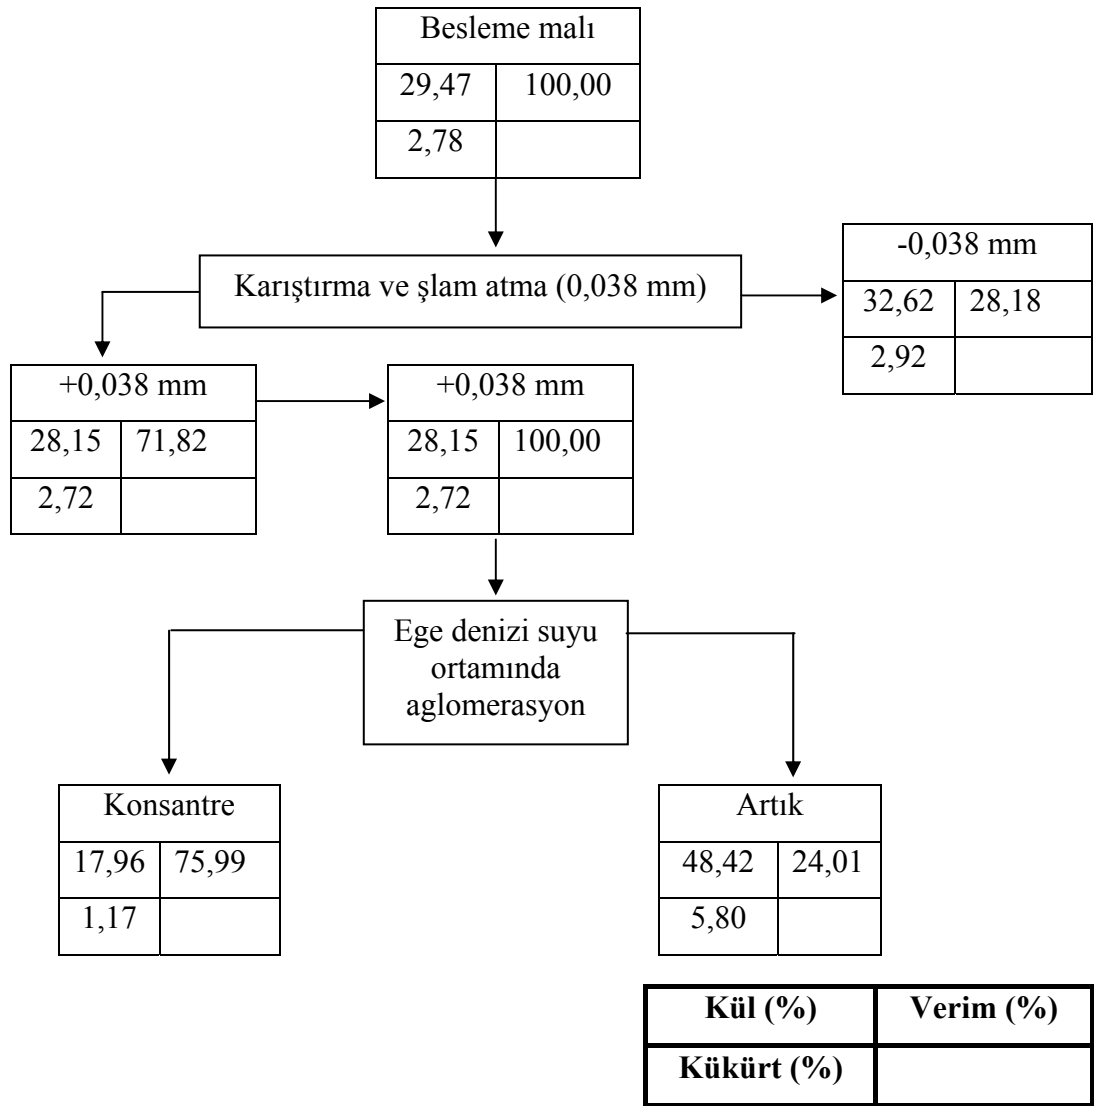 Besleme malı
29,47 100,00
2,78
Karıştırma ve şlam atma (0,038 mm)
-0,038 mm
32,62 28,18
2,92
+0,038 mm
28,15 71,82
2,72
+0,038 mm
28,15 100,00
2,72
Ege denizi suyu
ortamında
aglomerasyon
Konsantre
17,96 75,99
1,17
Artık
48,42 24,01
5,80
Kül (%) Verim (%)
Kükürt (%)